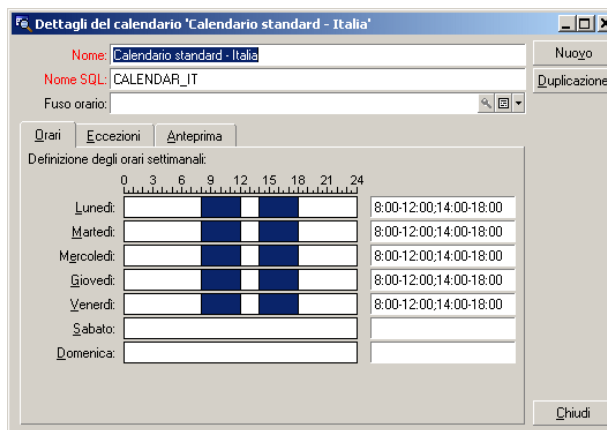 Dettagli del calendario 'Calendario standard - Italia'
Nome: Calendario standard - Italia
Nuovo
Nome SQL: CALENDAR_IT
Duplicazione
Fuso orario:
Orari Eccezioni Anteprima
Definizione degli orari settimanali:
0 3 6 9 12 15 18 21 24
Lunedì: 8:00-12:00;14:00-18:00
Martedì: 8:00-12:00;14:00-18:00
Mercoledì: 8:00-12:00;14:00-18:00
Giovedì: 8:00-12:00;14:00-18:00
Venerdì: 8:00-12:00;14:00-18:00
Sabato:
Domenica:
Chiudi